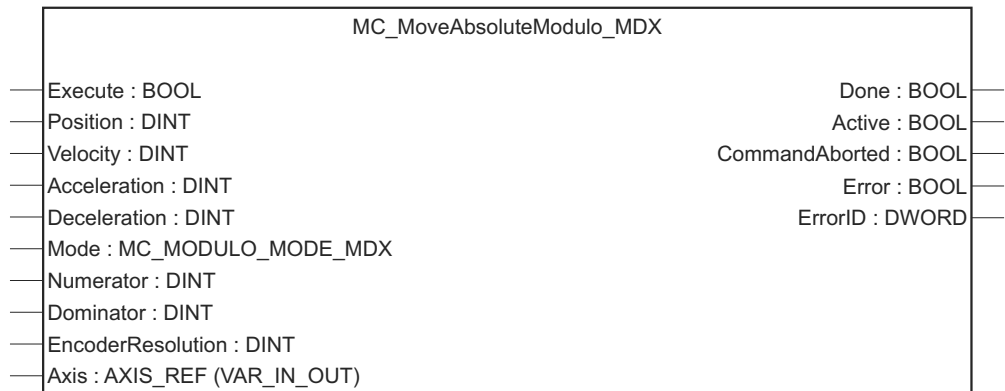 MC_MoveAbsoluteModulo_MDX
Execute : BOOL Done : BOOL
Position : DINT Active : BOOL
Velocity : DINT CommandAborted : BOOL
Acceleration : DINT Error : BOOL
Deceleration : DINT ErrorID : DWORD
Mode : MC_MODULO_MODE_MDX
Numerator : DINT
Dominator : DINT
EncoderResolution : DINT
Axis : AXIS_REF (VAR_IN_OUT)